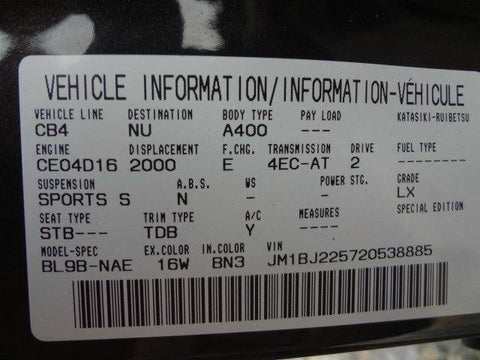 VEHICLE INFORMATION/INFORMATION-VÉHICULE
VEHICLE LINE DESTINATION BODY TYPE PAY LOAD KATASIKI-RUIBETSU
CB4 NU A400 ---
ENGINE DISPLACEMENT F.CHG. TRANSMISSION DRIVE FUEL TYPE
CE04D16 2000 E 4EC-AT 2 ---
SUSPENSION A.B.S. WS GRADE
SPORTS S N - --- LX
SEAT TYPE TRIM TYPE A/C MEASURES SPECIAL EDITION
STB--- TDB Y ----
MODEL-SPEC EX.COLOR IN.COLOR VIN
BL9B-NAE 16W BN3 JM1BJ225720538885